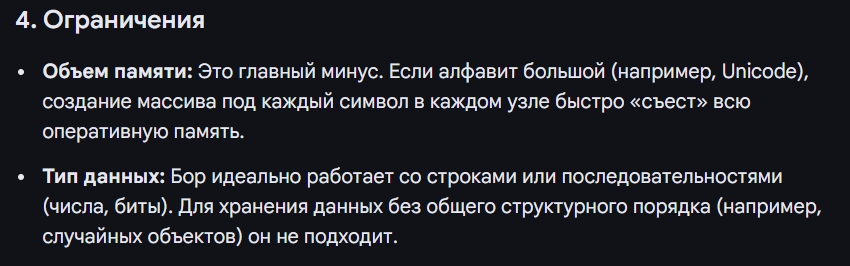 4. Ограничения
• Объем памяти: Это главный минус. Если алфавит большой (например, Unicode),
создание массива под каждый символ в каждом узле быстро «съест» всю
оперативную память.
• Тип данных: Бор идеально работает со строками или последовательностями
(числа, биты). Для хранения данных без общего структурного порядка (например,
случайных объектов) он не подходит.